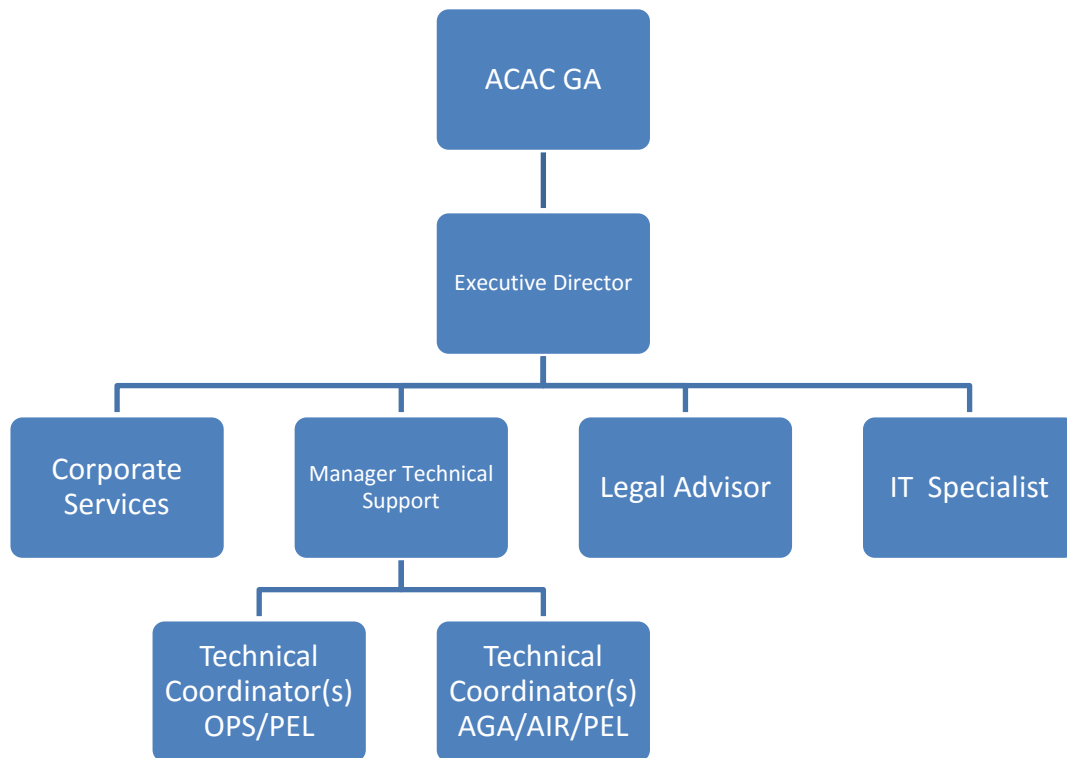 ACAC GA
Executive Director
Corporate
Services
Manager Technical
Support
Legal Advisor
IT Specialist
Technical
Coordinator(s)
OPS/PEL
Technical
Coordinator(s)
AGA/AIR/PEL